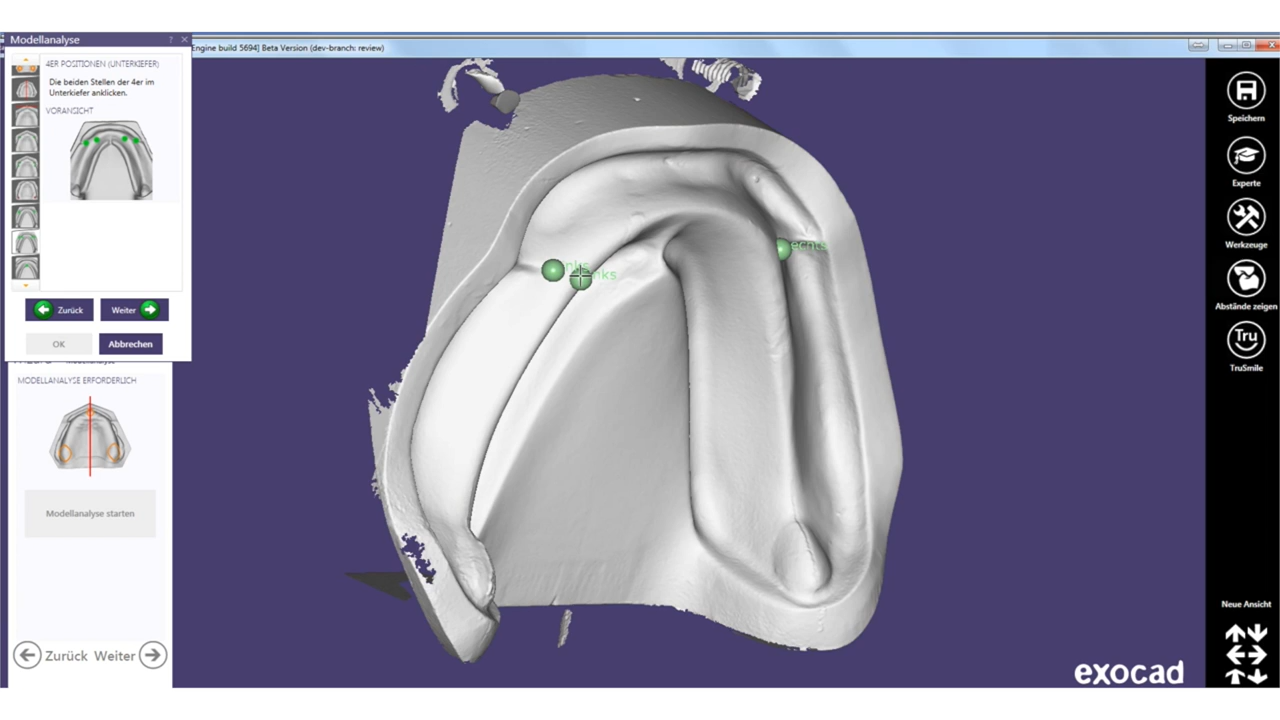 Modellanalyse
Engine build 5694] Beta Version (dev-branch: review)
4ER POSITIONEN (UNTERKIEFER)
Die beiden Stellen der 4er im
Unterkiefer anklicken.
VORANSICHT
Zurück Weiter
OK Abbrechen
MODELLANALYSE ERFORDERLICH
Modellanalyse starten
Zurück Weiter
Speichern
Experte
Werkzeuge
Abstände zeigen
Tru
TruSmile
Neue Ansicht
exocad